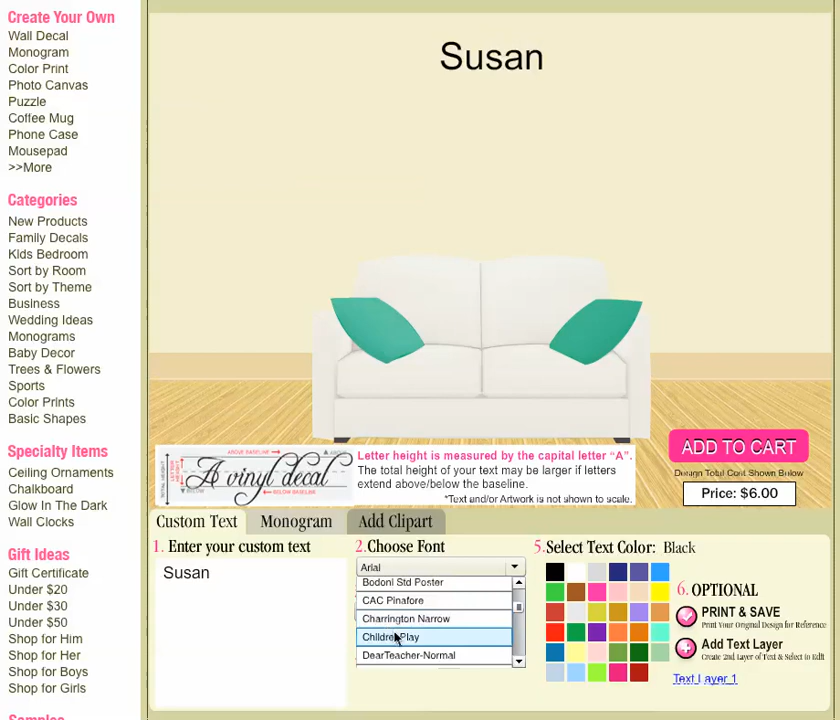 Create Your Own
Wall Decal
Monogram
Color Print
Photo Canvas
Puzzle
Coffee Mug
Phone Case
Mousepad
>>More
Categories
New Products
Family Decals
Kids Bedroom
Sort by Room
Sort by Theme
Business
Wedding Ideas
Monograms
Baby Decor
Trees & Flowers
Sports
Color Prints
Basic Shapes
Specialty Items
Ceiling Ornaments
Chalkboard
Glow In The Dark
Wall Clocks
Gift Ideas
Gift Certificate
Under $20
Under $30
Under $50
Shop for Him
Shop for Her
Shop for Boys
Shop for Girls
Susan
ABOVE BASELINE
LETTER HEIGHT
A vinyl decal
BELOW BASELINE
Letter height is measured by the capital letter "A".
The total height of your text may be larger if letters
extend above/below the baseline.
*Text and/or Artwork is not shown to scale.
ADD TO CART
Design Total Cost Shown Below
Price: $6.00
Custom Text
Monogram
Add Clipart
1. Enter your custom text
Susan
2. Choose Font
Arial
Bodoni Std Poster
CAC Pinafore
Charrington Narrow
DearTeacher-Normal
5. Select Text Color: Black
6. OPTIONAL
PRINT & SAVE
Print Your Original Design for Reference
Add Text Layer
Create 2nd Layer of Text & Select to Edit
Text Layer 1